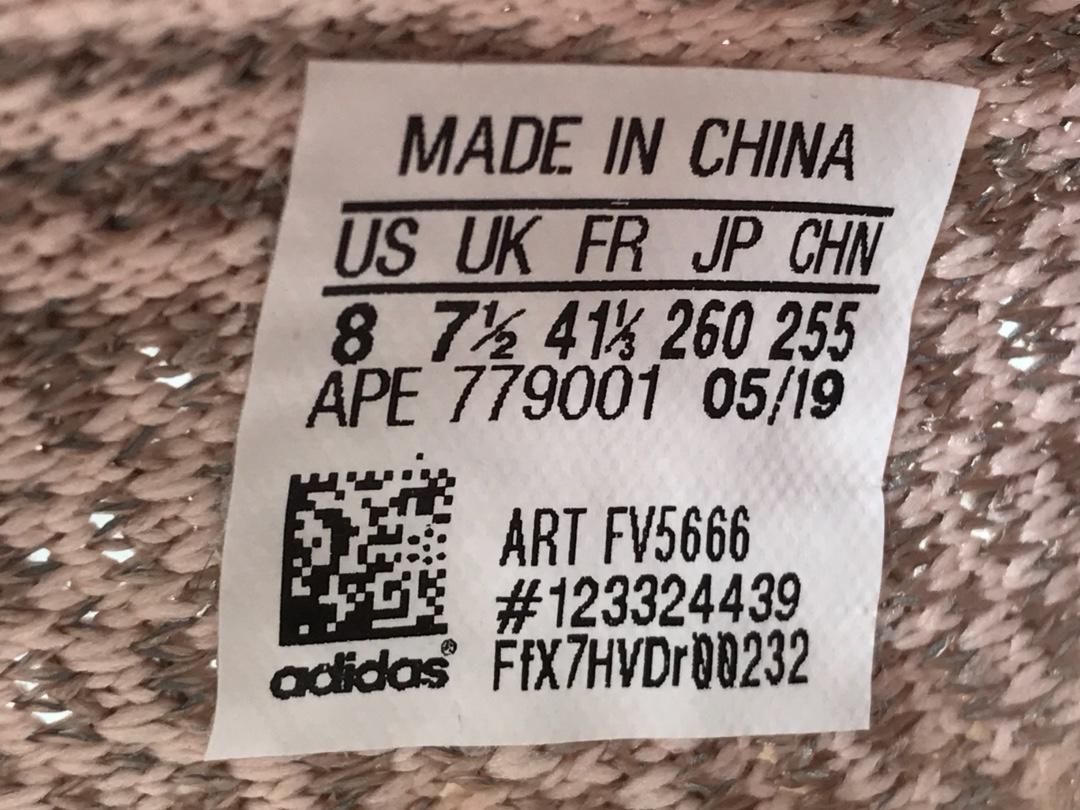 MADE IN CHINA
US UK FR JP CHN
8 7½ 41⅓ 260 255
APE 779001 05/19
ART FV5666
#123324439
FfX7HVDr00232
adidas®